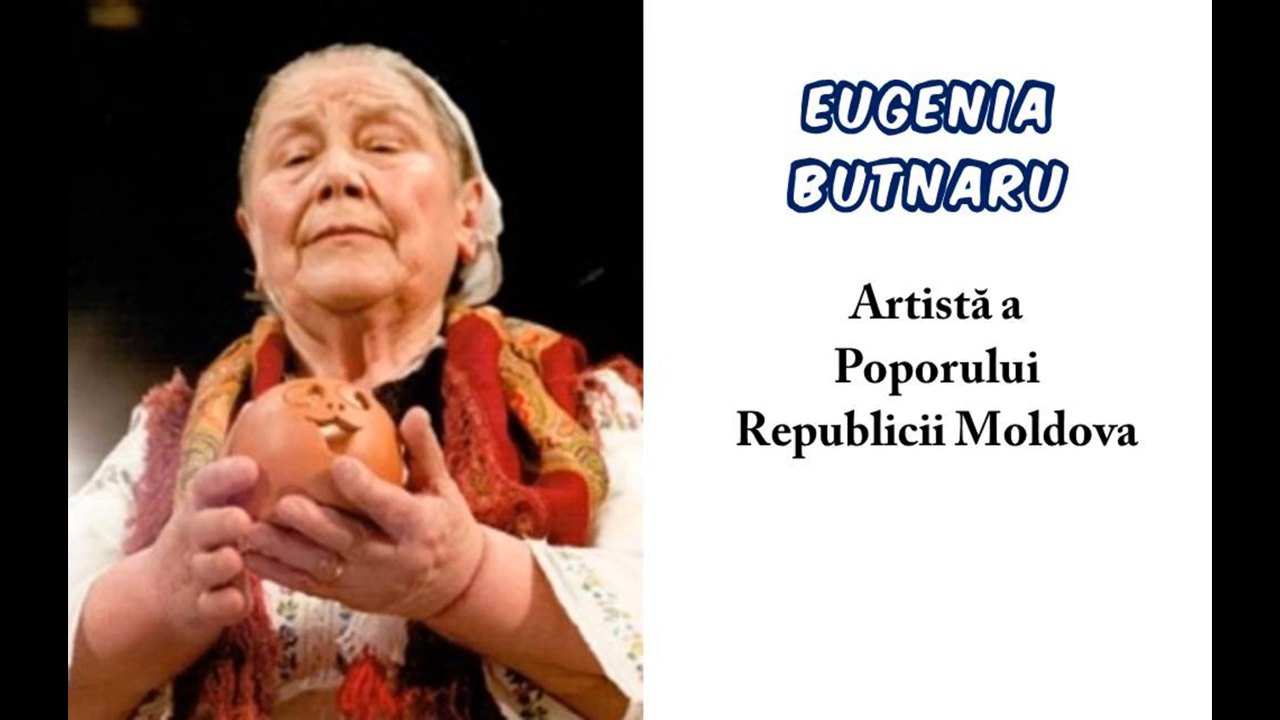 EUGENIA
BUTNARU
Artistă a
Poporului
Republicii Moldova